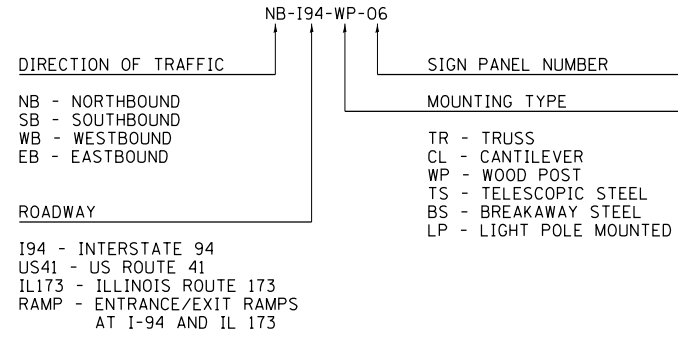 NB-I94-WP-06
DIRECTION OF TRAFFIC
NB - NORTHBOUND
SB - SOUTHBOUND
WB - WESTBOUND
EB - EASTBOUND
ROADWAY
I94 - INTERSTATE 94
US41 - US ROUTE 41
IL173 - ILLINOIS ROUTE 173
RAMP - ENTRANCE/EXIT RAMPS
AT I-94 AND IL 173
SIGN PANEL NUMBER
MOUNTING TYPE
TR - TRUSS
CL - CANTILEVER
WP - WOOD POST
TS - TELESCOPIC STEEL
BS - BREAKAWAY STEEL
LP - LIGHT POLE MOUNTED